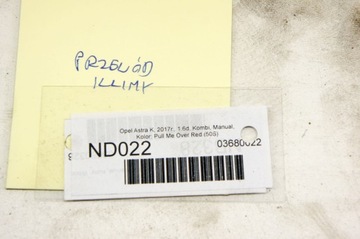 PRZEWÓD
KLIMY
Opel Astra K, 2017r, 1.6d, Kombi, Manual,
Kolor: Pull Me Over Red (50G)
ND022
03680022